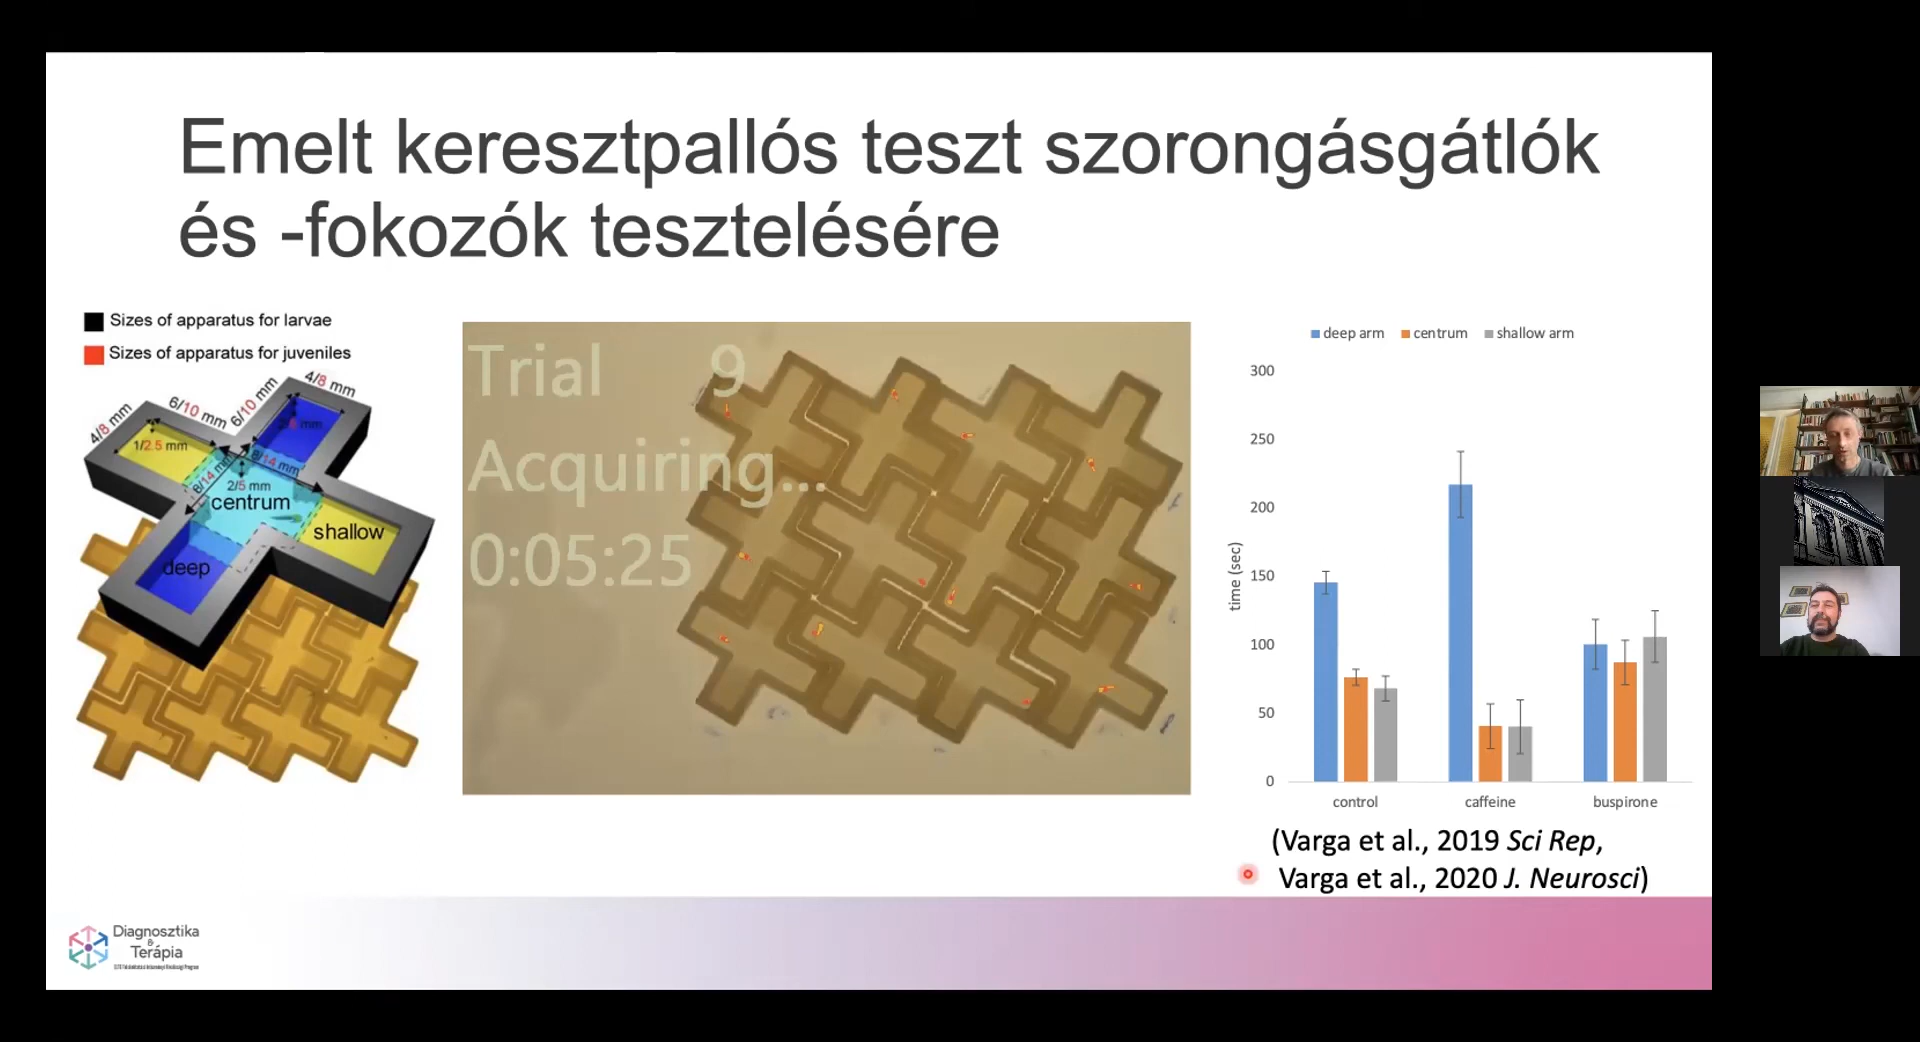 Emelt keresztpallós teszt szorongásgátlók
és -fokozók tesztelésére
Sizes of apparatus for larvae
Sizes of apparatus for juveniles
4/8 mm
6/10 mm
6/10 mm
4/8 mm
1/2.5 mm
8/14 mm
8/14 mm
2/5 mm
centrum
shallow
deep
Trial 9
Acquiring...
0:05:25
deep arm centrum shallow arm
300
250
200
150
100
50
0
time (sec)
control caffeine buspirone
(Varga et al., 2019 Sci Rep,
Varga et al., 2020 J. Neurosci)
Diagnosztika
&
Terápia